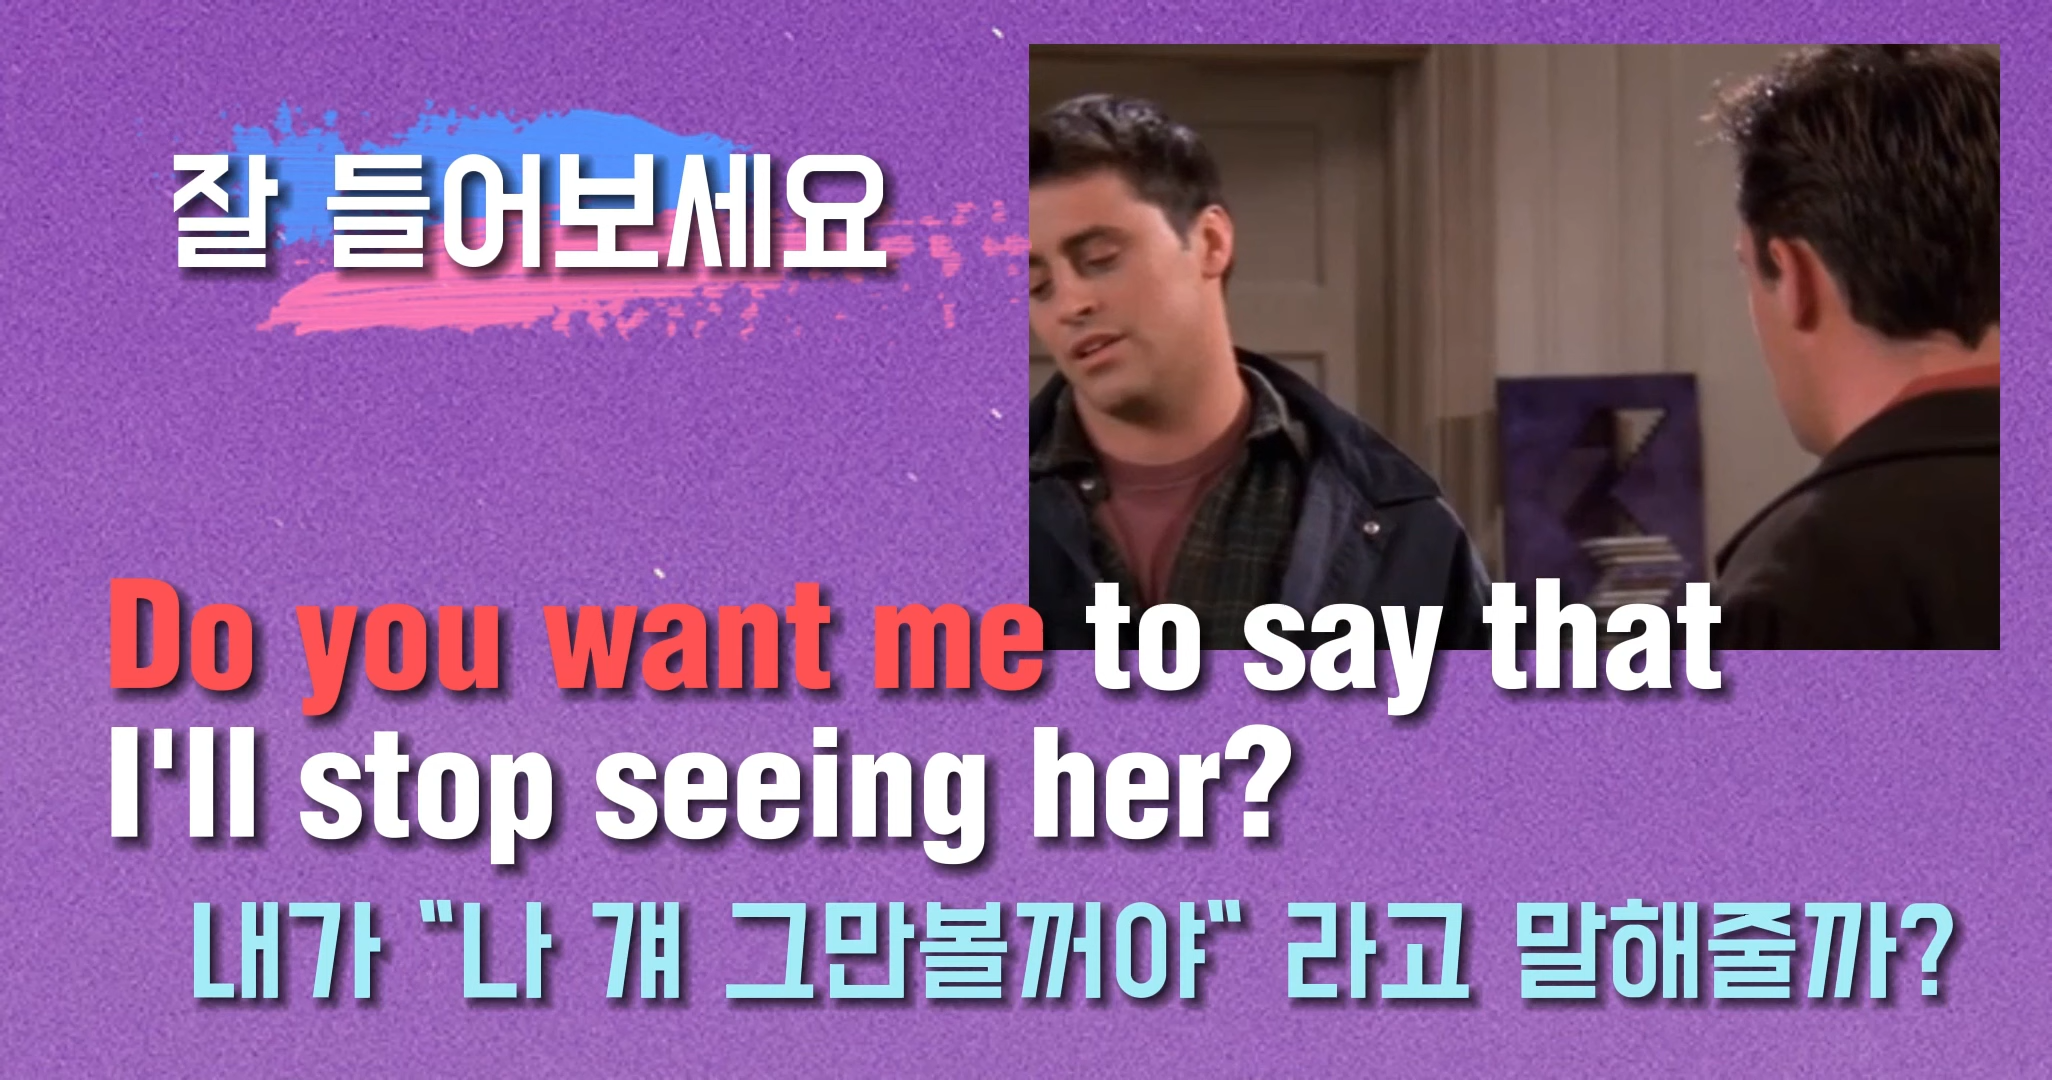 잘 들어보세요
Do you want me to say that
I'll stop seeing her?
내가 "나 걔 그만볼꺼야" 라고 말해줄까?